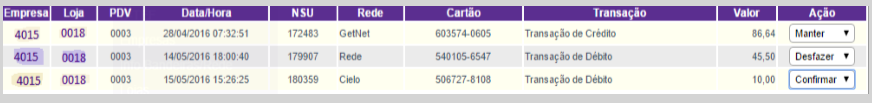 Empresa Loja PDV Data/Hora NSU Rede Cartão Transação Valor Ação
4015 0018 0003 28/04/2016 07:32:51 172483 GetNet 603574-0605 Transação de Crédito 86,64 Manter
4015 0018 0003 14/05/2016 18:00:40 179907 Rede 540105-6547 Transação de Débito 45,50 Desfazer
4015 0018 0003 15/05/2016 15:26:25 180359 Cielo 506727-8108 Transação de Débito 10,00 Confirmar